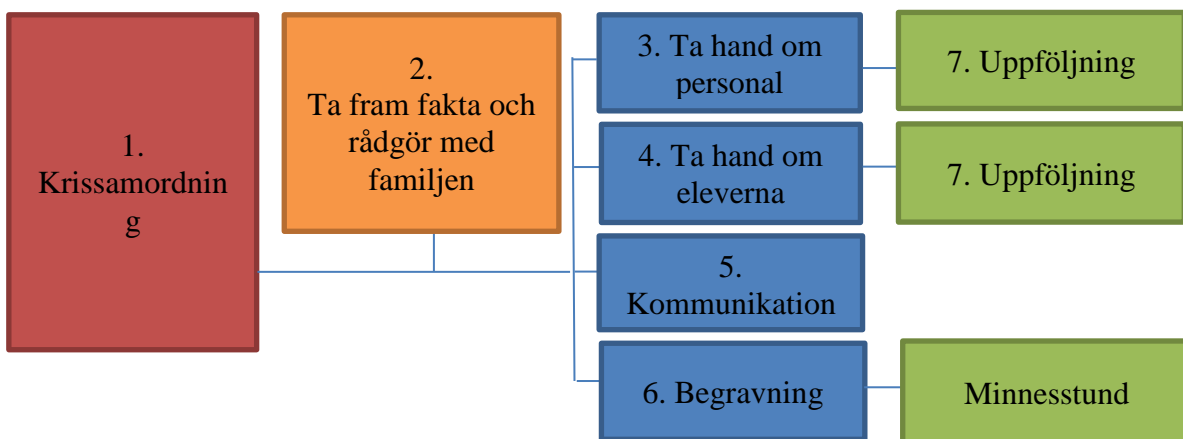 1.
Krissamordnin
g
2.
Ta fram fakta och
rådgör med
familjen
3. Ta hand om
personal
7. Uppföljning
4. Ta hand om
eleverna
7. Uppföljning
5.
Kommunikation
6. Begravning
Minnesstund